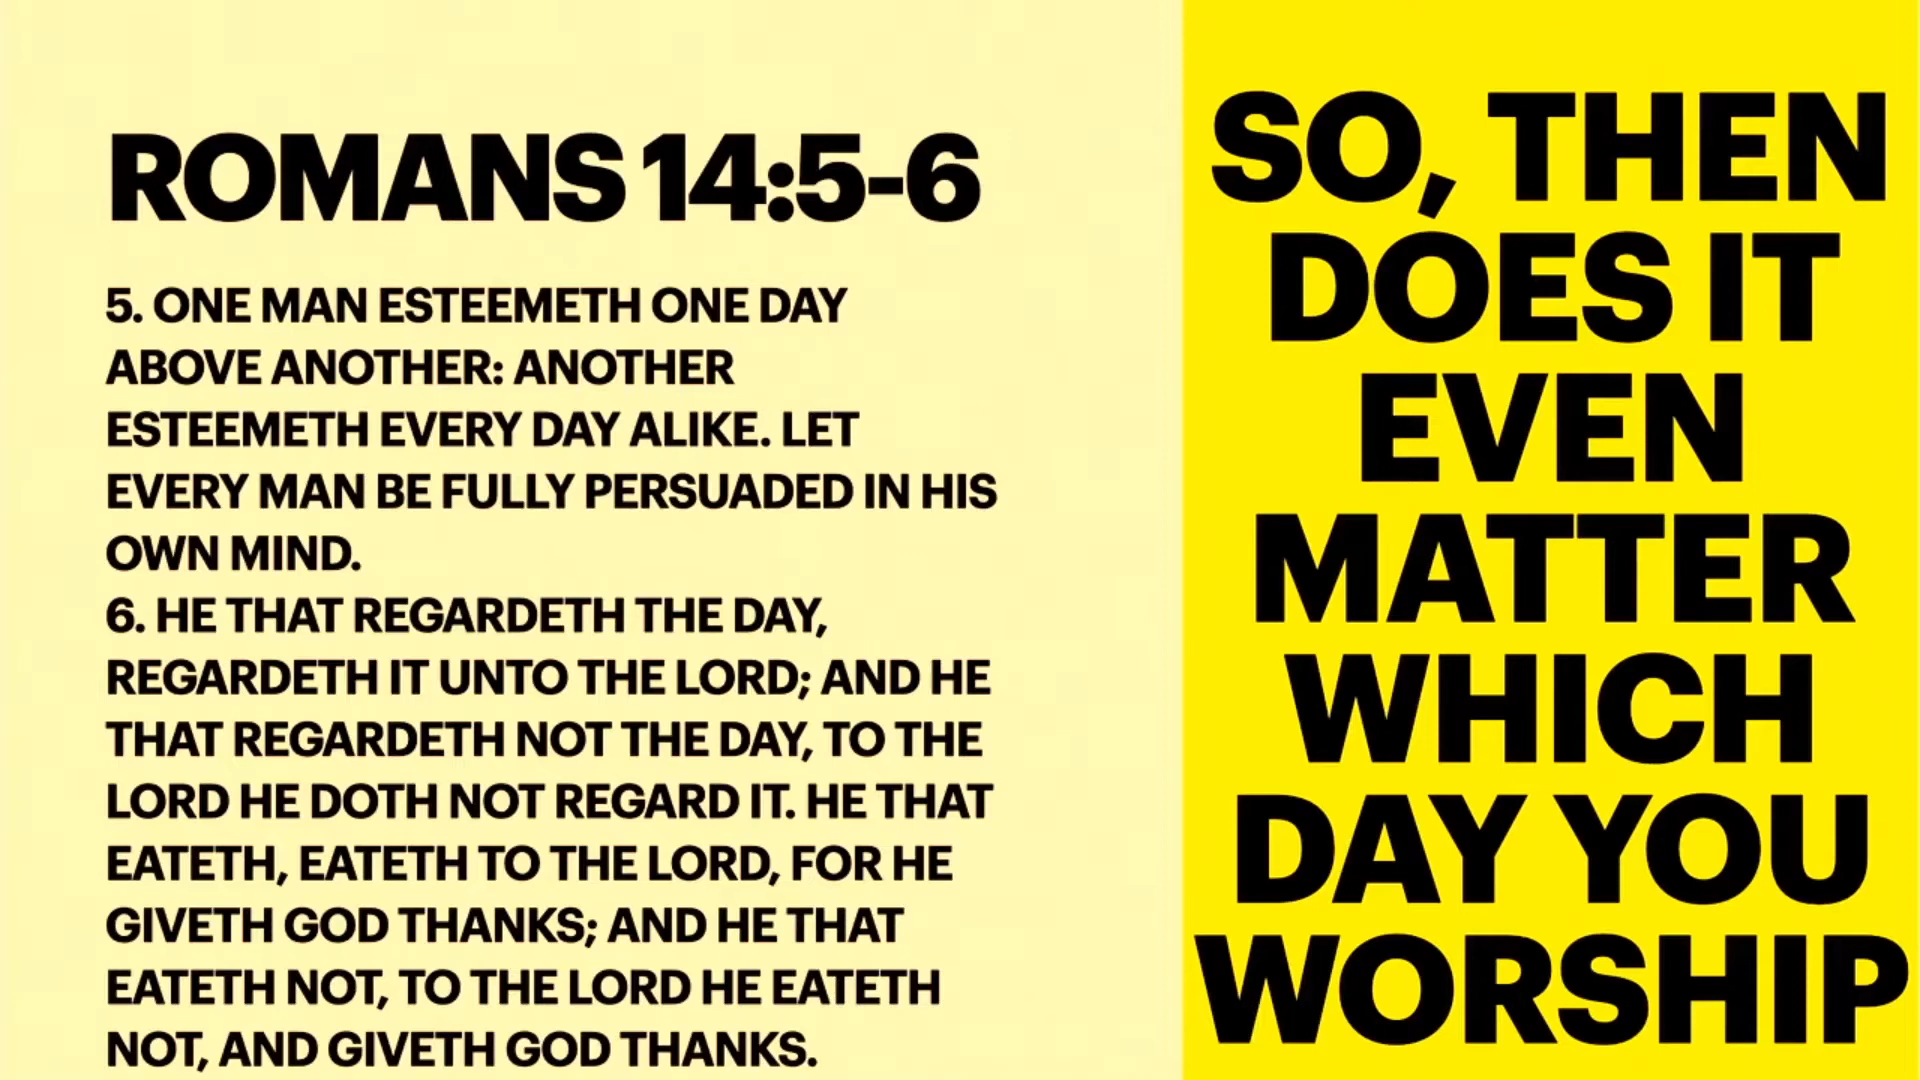 ROMANS 14:5-6
5. ONE MAN ESTEEMETH ONE DAY
ABOVE ANOTHER: ANOTHER
ESTEEMETH EVERY DAY ALIKE. LET
EVERY MAN BE FULLY PERSUADED IN HIS
OWN MIND.
6. HE THAT REGARDETH THE DAY,
REGARDETH IT UNTO THE LORD; AND HE
THAT REGARDETH NOT THE DAY, TO THE
LORD HE DOTH NOT REGARD IT. HE THAT
EATETH, EATETH TO THE LORD, FOR HE
GIVETH GOD THANKS; AND HE THAT
EATETH NOT, TO THE LORD HE EATETH
NOT, AND GIVETH GOD THANKS.
SO, THEN
DOES IT
EVEN
MATTER
WHICH
DAY YOU
WORSHIP